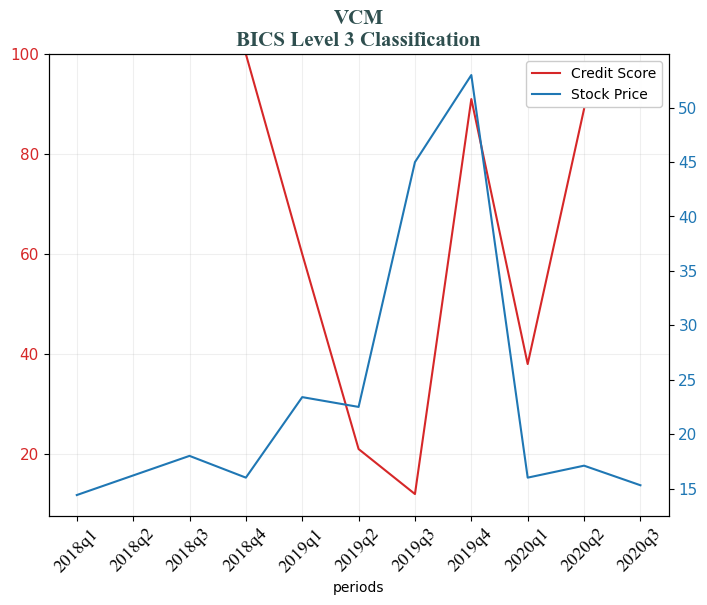 VCM
BICS Level 3 Classification
Credit Score
Stock Price
100
80
60
40
20
50
45
40
35
30
25
20
15
2018q1
2018q2
2018q3
2018q4
2019q1
2019q2
2019q3
2019q4
2020q1
2020q2
2020q3
periods